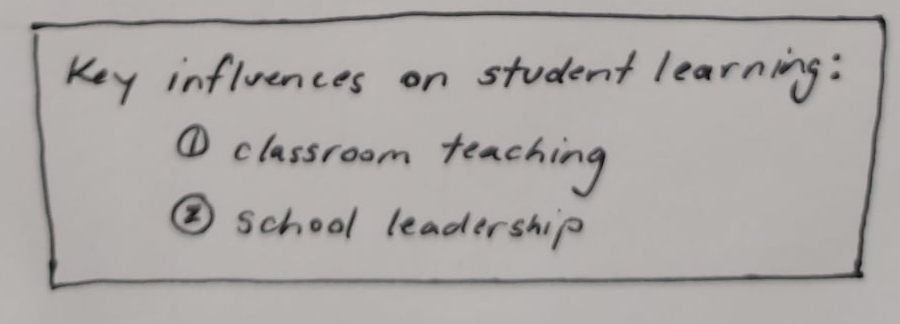 Key influences on student learning:
① classroom teaching
② school leadership